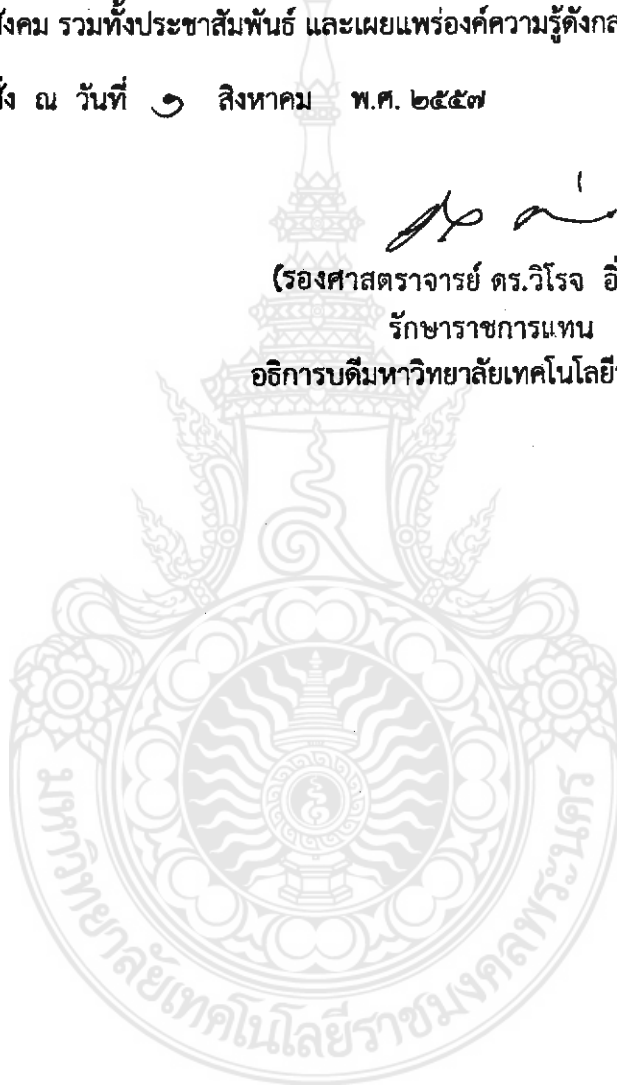 สังคม รวมทั้งประชาสัมพันธ์ และเผยแพร่องค์ความรู้ดังกล
ณ วันที่ ๑ สิงหาคม พ.ศ. ๒๕๕๗
(รองศาสตราจารย์ ดร.วิโรจ
รักษาราชการแทน
อธิการบดีมหาวิทยาลัยเทคโนโลยี
มหาวิทยาลัยเทคโนโลยีราชมงคลพระนคร